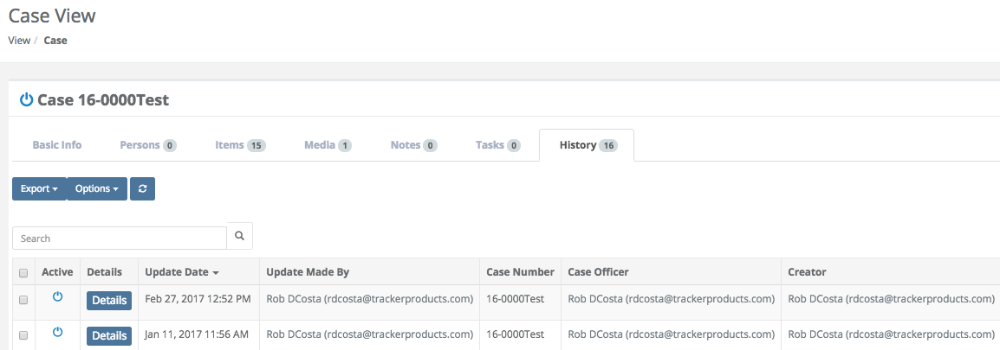 Case View
View / Case
Case 16-0000Test
Basic Info Persons 0 Items 15 Media 1 Notes 0 Tasks 0 History 16
Export Options
Search
Active Details Update Date Update Made By Case Number Case Officer Creator
Details Feb 27, 2017 12:52 PM Rob DCosta (rdcosta@trackerproducts.com) 16-0000Test Rob DCosta (rdcosta@trackerproducts.com) Rob DCosta (rdcosta@trackerproducts.com)
Details Jan 11, 2017 11:56 AM Rob DCosta (rdcosta@trackerproducts.com) 16-0000Test Rob DCosta (rdcosta@trackerproducts.com) Rob DCosta (rdcosta@trackerproducts.com)